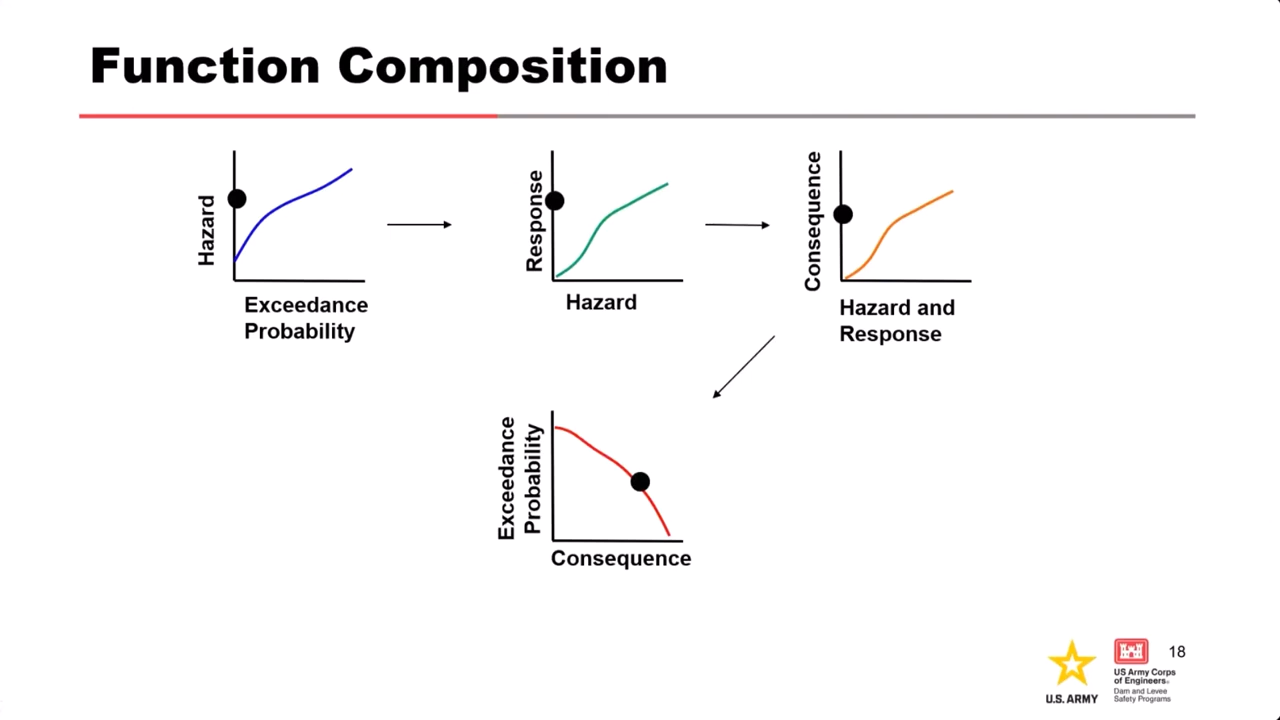 Function Composition
Hazard
Exceedance
Probability
Response
Hazard
Consequence
Hazard and
Response
Exceedance
Probability
Consequence
U.S. ARMY
US Army Corps
of Engineers®
Dam and Levee
Safety Programs
18